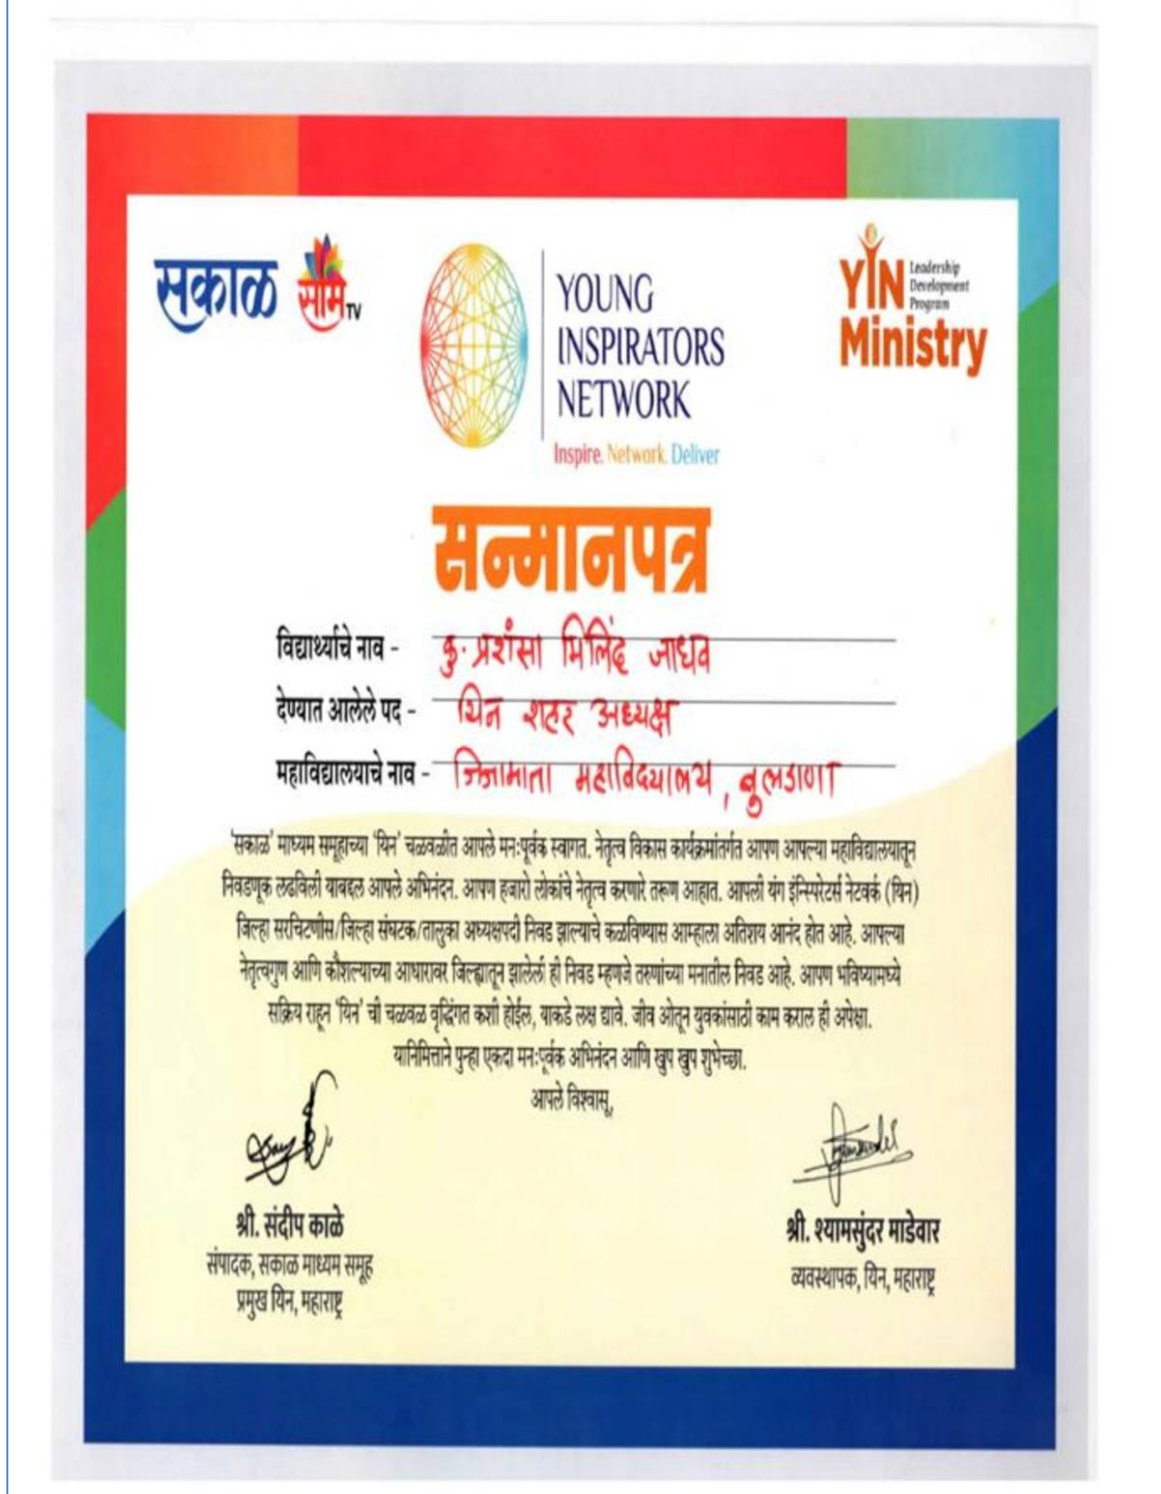 सकाळ साम TV
YOUNG
INSPIRATORS
NETWORK
Inspire. Network. Deliver
YIN Leadership
Development
Program
Ministry
सन्मानपत्र
विद्यार्थ्याचे नाव - कु. प्रशंसा मिलिंद जाधव
देण्यात आलेले पद - यिन शहर अध्यक्ष
महाविद्यालयाचे नाव - जिजामाता महाविद्यालय, बुलडाणा
'सकाळ' माध्यम समूहाच्या 'यिन' चळवळीत आपले मनःपूर्वक स्वागत. नेतृत्व विकास कार्यक्रमांतर्गत आपण आपल्या महाविद्यालयातून
निवडणूक लढविली याबद्दल आपले अभिनंदन. आपण हजारो लोकांचे नेतृत्व करणारे तरूण आहात. आपली यंग इन्स्पिरेटर्स नेटवर्क (यिन)
जिल्हा सरचिटणीस/जिल्हा संघटक/तालुका अध्यक्षपदी निवड झाल्याचे कळविण्यास आम्हाला अतिशय आनंद होत आहे. आपल्या
नेतृत्वगुण आणि कौशल्याच्या आधारावर जिल्ह्यातून झालेली ही निवड म्हणजे तरुणांच्या मनातील निवड आहे. आपण भविष्यामध्ये
सक्रिय राहून 'यिन' ची चळवळ वृद्धिंगत कशी होईल, याकडे लक्ष द्यावे. जीव ओतून युवकांसाठी काम कराल ही अपेक्षा.
यानिमित्ताने पुन्हा एकदा मनःपूर्वक अभिनंदन आणि खुप खुप शुभेच्छा.
आपले विश्वासू,
श्री. संदीप काळे
संपादक, सकाळ माध्यम समूह
प्रमुख यिन, महाराष्ट्र
श्री. श्यामसुंदर माडेवार
व्यवस्थापक, यिन, महाराष्ट्र